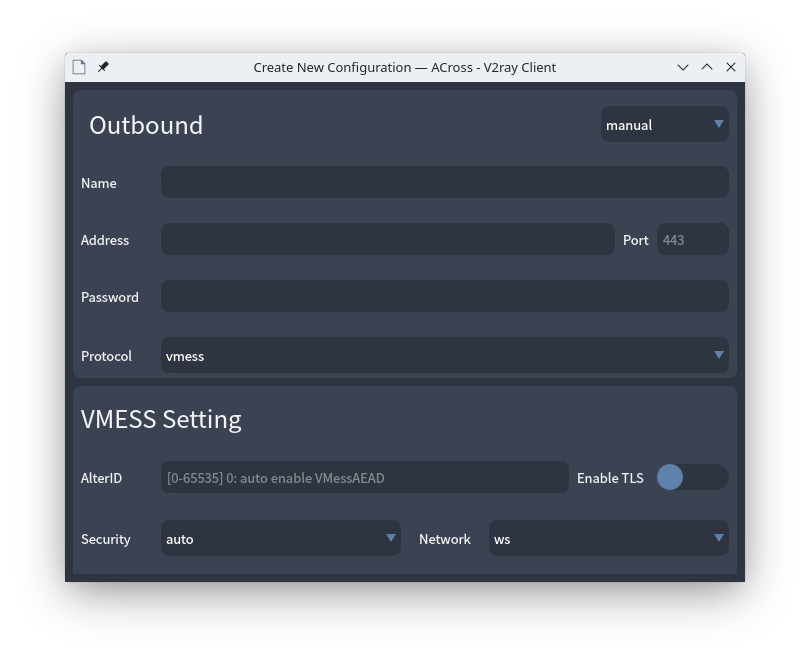 Create New Configuration — ACross - V2ray Client
Outbound manual
Name
Address Port 443
Password
Protocol vmess
VMESS Setting
AlterID [0-65535] 0: auto enable VMessAEAD Enable TLS
Security auto Network ws